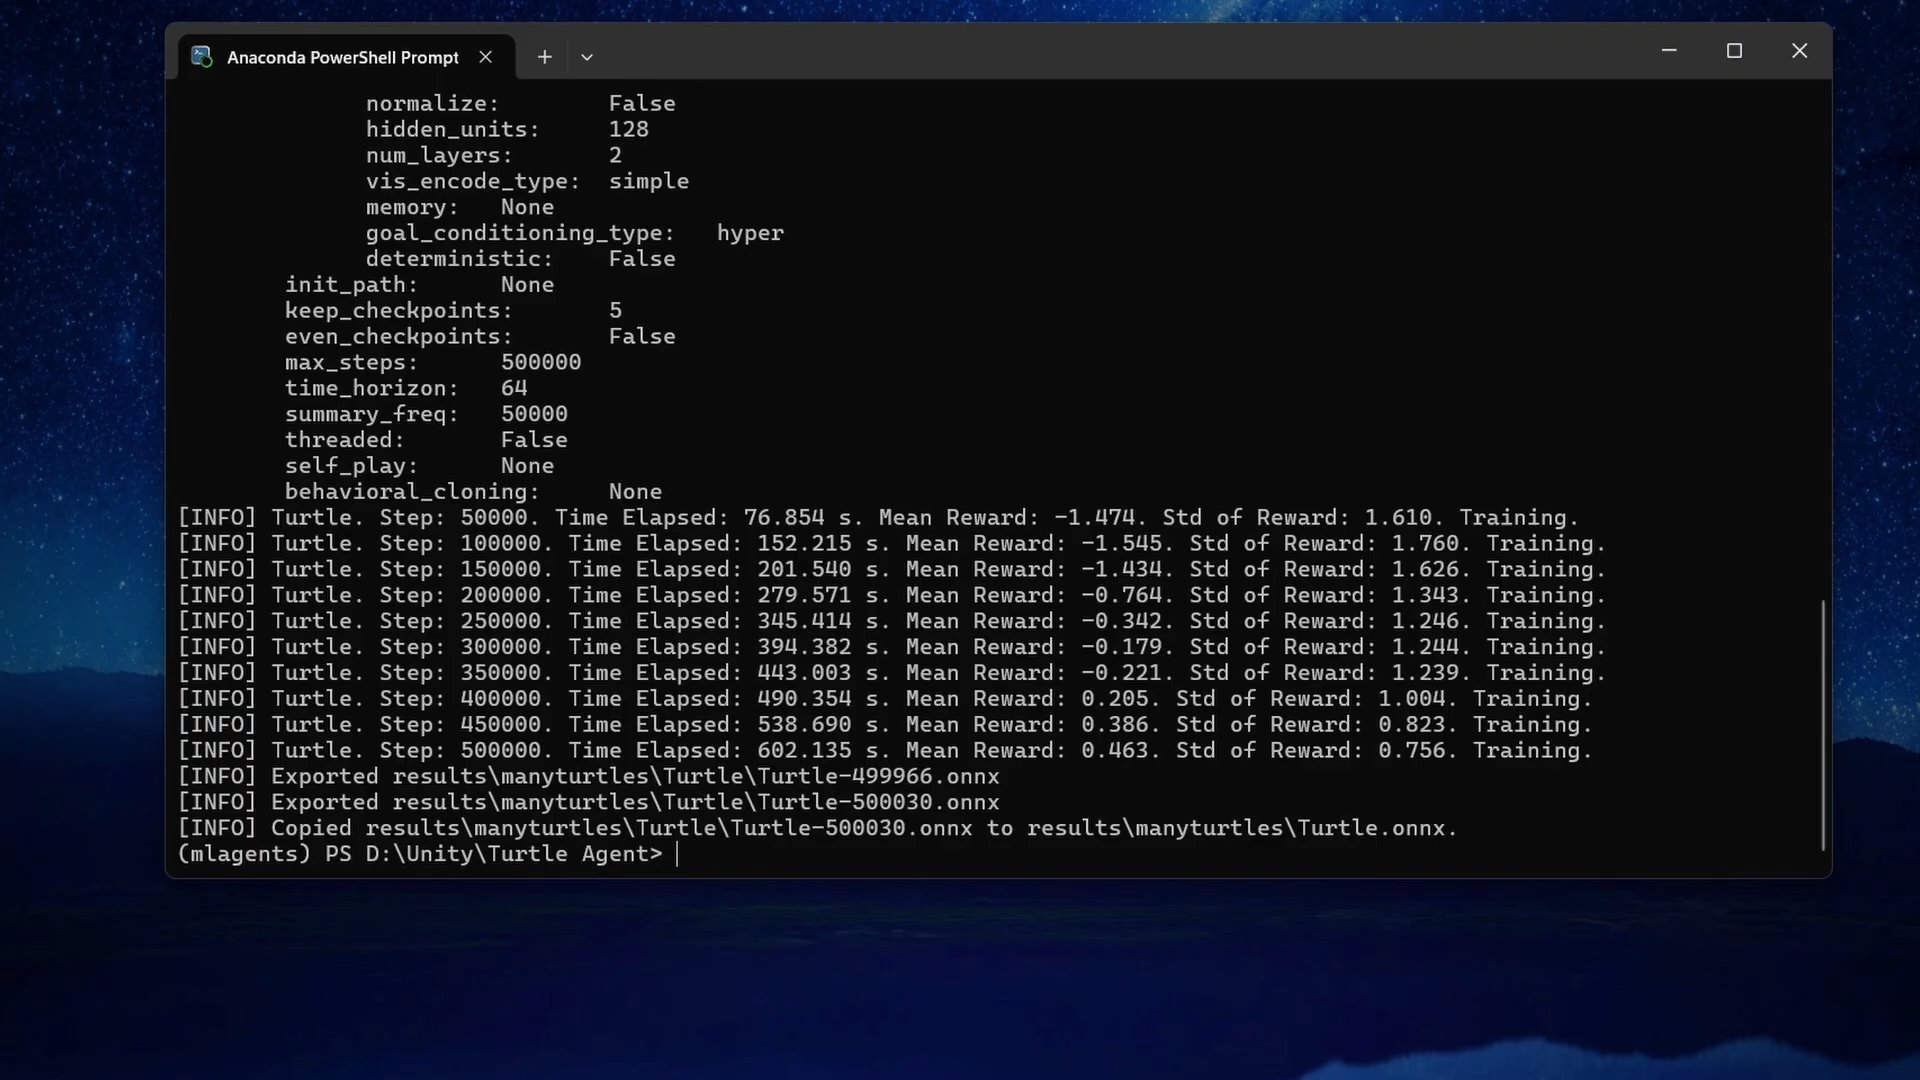 Anaconda PowerShell Prompt
normalize: False
hidden_units: 128
num_layers: 2
vis_encode_type: simple
memory: None
goal_conditioning_type: hyper
deterministic: False
init_path: None
keep_checkpoints: 5
even_checkpoints: False
max_steps: 500000
time_horizon: 64
summary_freq: 50000
threaded: False
self_play: None
behavioral_cloning: None
[INFO] Turtle. Step: 50000. Time Elapsed: 76.854 s. Mean Reward: -1.474. Std of Reward: 1.610. Training.
[INFO] Turtle. Step: 100000. Time Elapsed: 152.215 s. Mean Reward: -1.545. Std of Reward: 1.760. Training.
[INFO] Turtle. Step: 150000. Time Elapsed: 201.540 s. Mean Reward: -1.434. Std of Reward: 1.626. Training.
[INFO] Turtle. Step: 200000. Time Elapsed: 279.571 s. Mean Reward: -0.764. Std of Reward: 1.343. Training.
[INFO] Turtle. Step: 250000. Time Elapsed: 345.414 s. Mean Reward: -0.342. Std of Reward: 1.246. Training.
[INFO] Turtle. Step: 300000. Time Elapsed: 394.382 s. Mean Reward: -0.179. Std of Reward: 1.244. Training.
[INFO] Turtle. Step: 350000. Time Elapsed: 443.003 s. Mean Reward: -0.221. Std of Reward: 1.239. Training.
[INFO] Turtle. Step: 400000. Time Elapsed: 490.354 s. Mean Reward: 0.205. Std of Reward: 1.004. Training.
[INFO] Turtle. Step: 450000. Time Elapsed: 538.690 s. Mean Reward: 0.386. Std of Reward: 0.823. Training.
[INFO] Turtle. Step: 500000. Time Elapsed: 602.135 s. Mean Reward: 0.463. Std of Reward: 0.756. Training.
[INFO] Exported results\manyturtles\Turtle\Turtle-499966.onnx
[INFO] Exported results\manyturtles\Turtle\Turtle-500030.onnx
[INFO] Copied results\manyturtles\Turtle\Turtle-500030.onnx to results\manyturtles\Turtle.onnx.
(mlagents) PS D:\Unity\Turtle Agent>